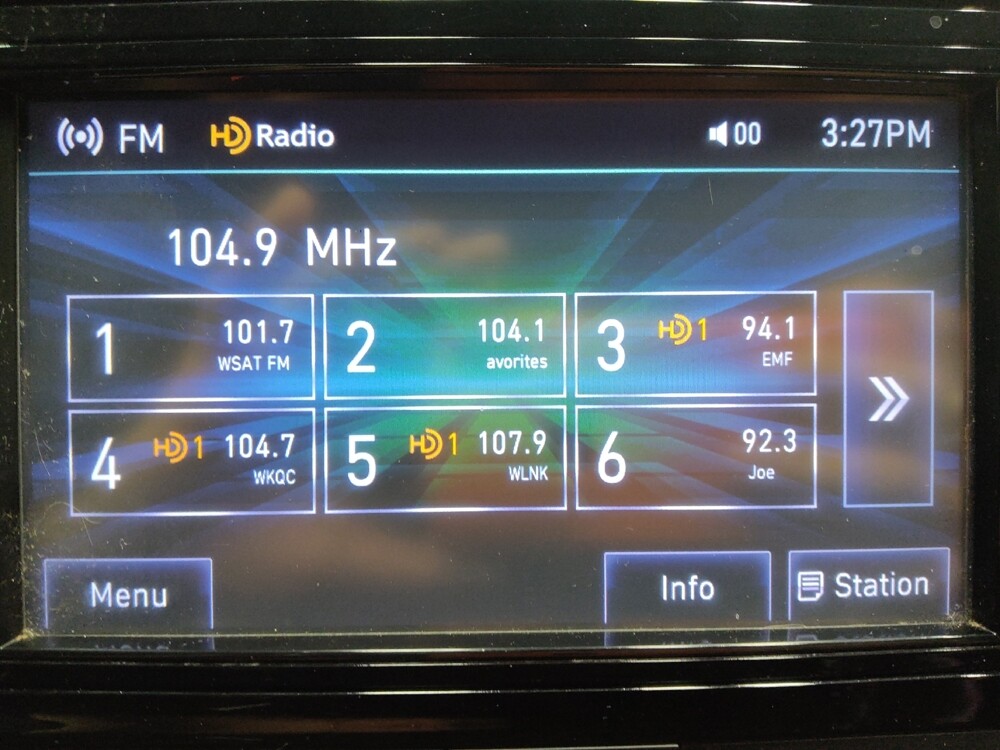 FM HD Radio 00 3:27PM
104.9 MHz
1 101.7 2 104.1 3 HD 1 94.1
WSAT FM avorites EMF
4 HD 1 104.7 5 HD 1 107.9 6 92.3
WKQC WLNK Joe
Menu Info Station